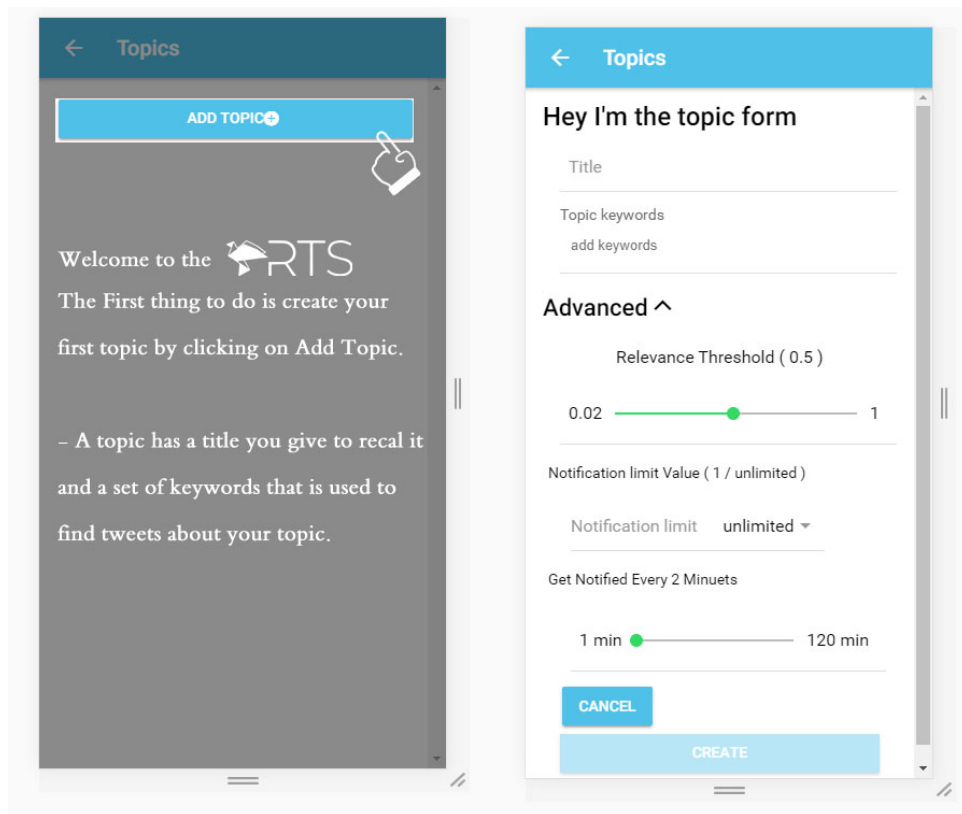 Topics
ADD TOPIC
Welcome to the RTS
The First thing to do is create your
first topic by clicking on Add Topic.
– A topic has a title you give to recal it
and a set of keywords that is used to
find tweets about your topic.
Topics
Hey I'm the topic form
Title
Topic keywords
add keywords
Advanced
Relevance Threshold ( 0.5 )
0.02 1
Notification limit Value ( 1 / unlimited )
Notification limit unlimited
Get Notified Every 2 Minuets
1 min 120 min
CANCEL
CREATE